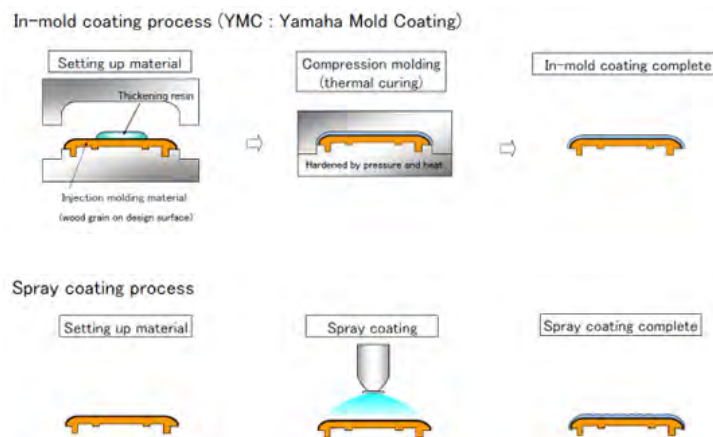 In-mold coating process (YMC : Yamaha Mold Coating)
Setting up material
Compression molding
(thermal curing)
In-mold coating complete
Thickening resin
Hardened by pressure and heat
Injection molding material
(wood grain on design surface)
Spray coating process
Setting up material
Spray coating
Spray coating complete